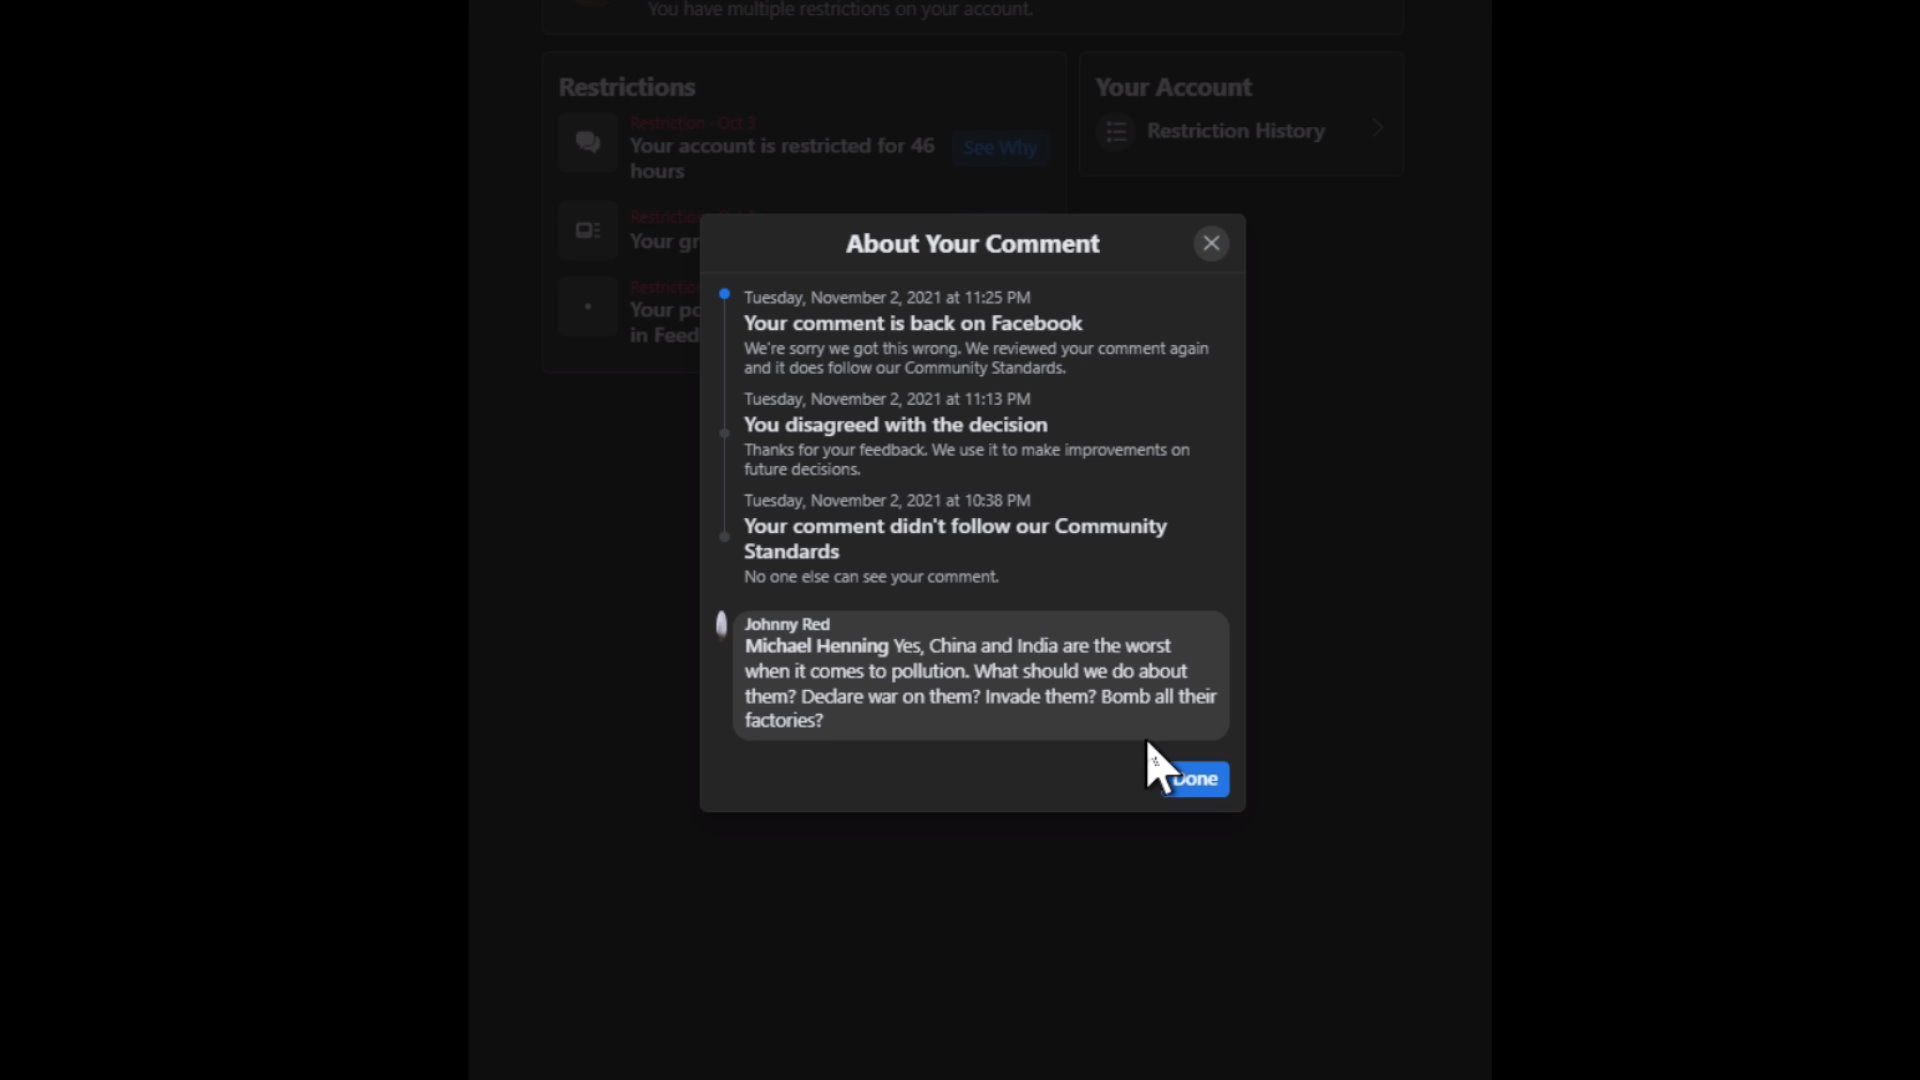 You have multiple restrictions on your account.
Restrictions
Restriction · Oct 3
Your account is restricted for 46
hours
See Why
Your Account
Restriction History
Your gr
Your po
in Feed
About Your Comment
Tuesday, November 2, 2021 at 11:25 PM
Your comment is back on Facebook
We're sorry we got this wrong. We reviewed your comment again
and it does follow our Community Standards.
Tuesday, November 2, 2021 at 11:13 PM
You disagreed with the decision
Thanks for your feedback. We use it to make improvements on
future decisions.
Tuesday, November 2, 2021 at 10:38 PM
Your comment didn't follow our Community
Standards
No one else can see your comment.
Johnny Red
Michael Henning Yes, China and India are the worst
when it comes to pollution. What should we do about
them? Declare war on them? Invade them? Bomb all their
factories?
Done